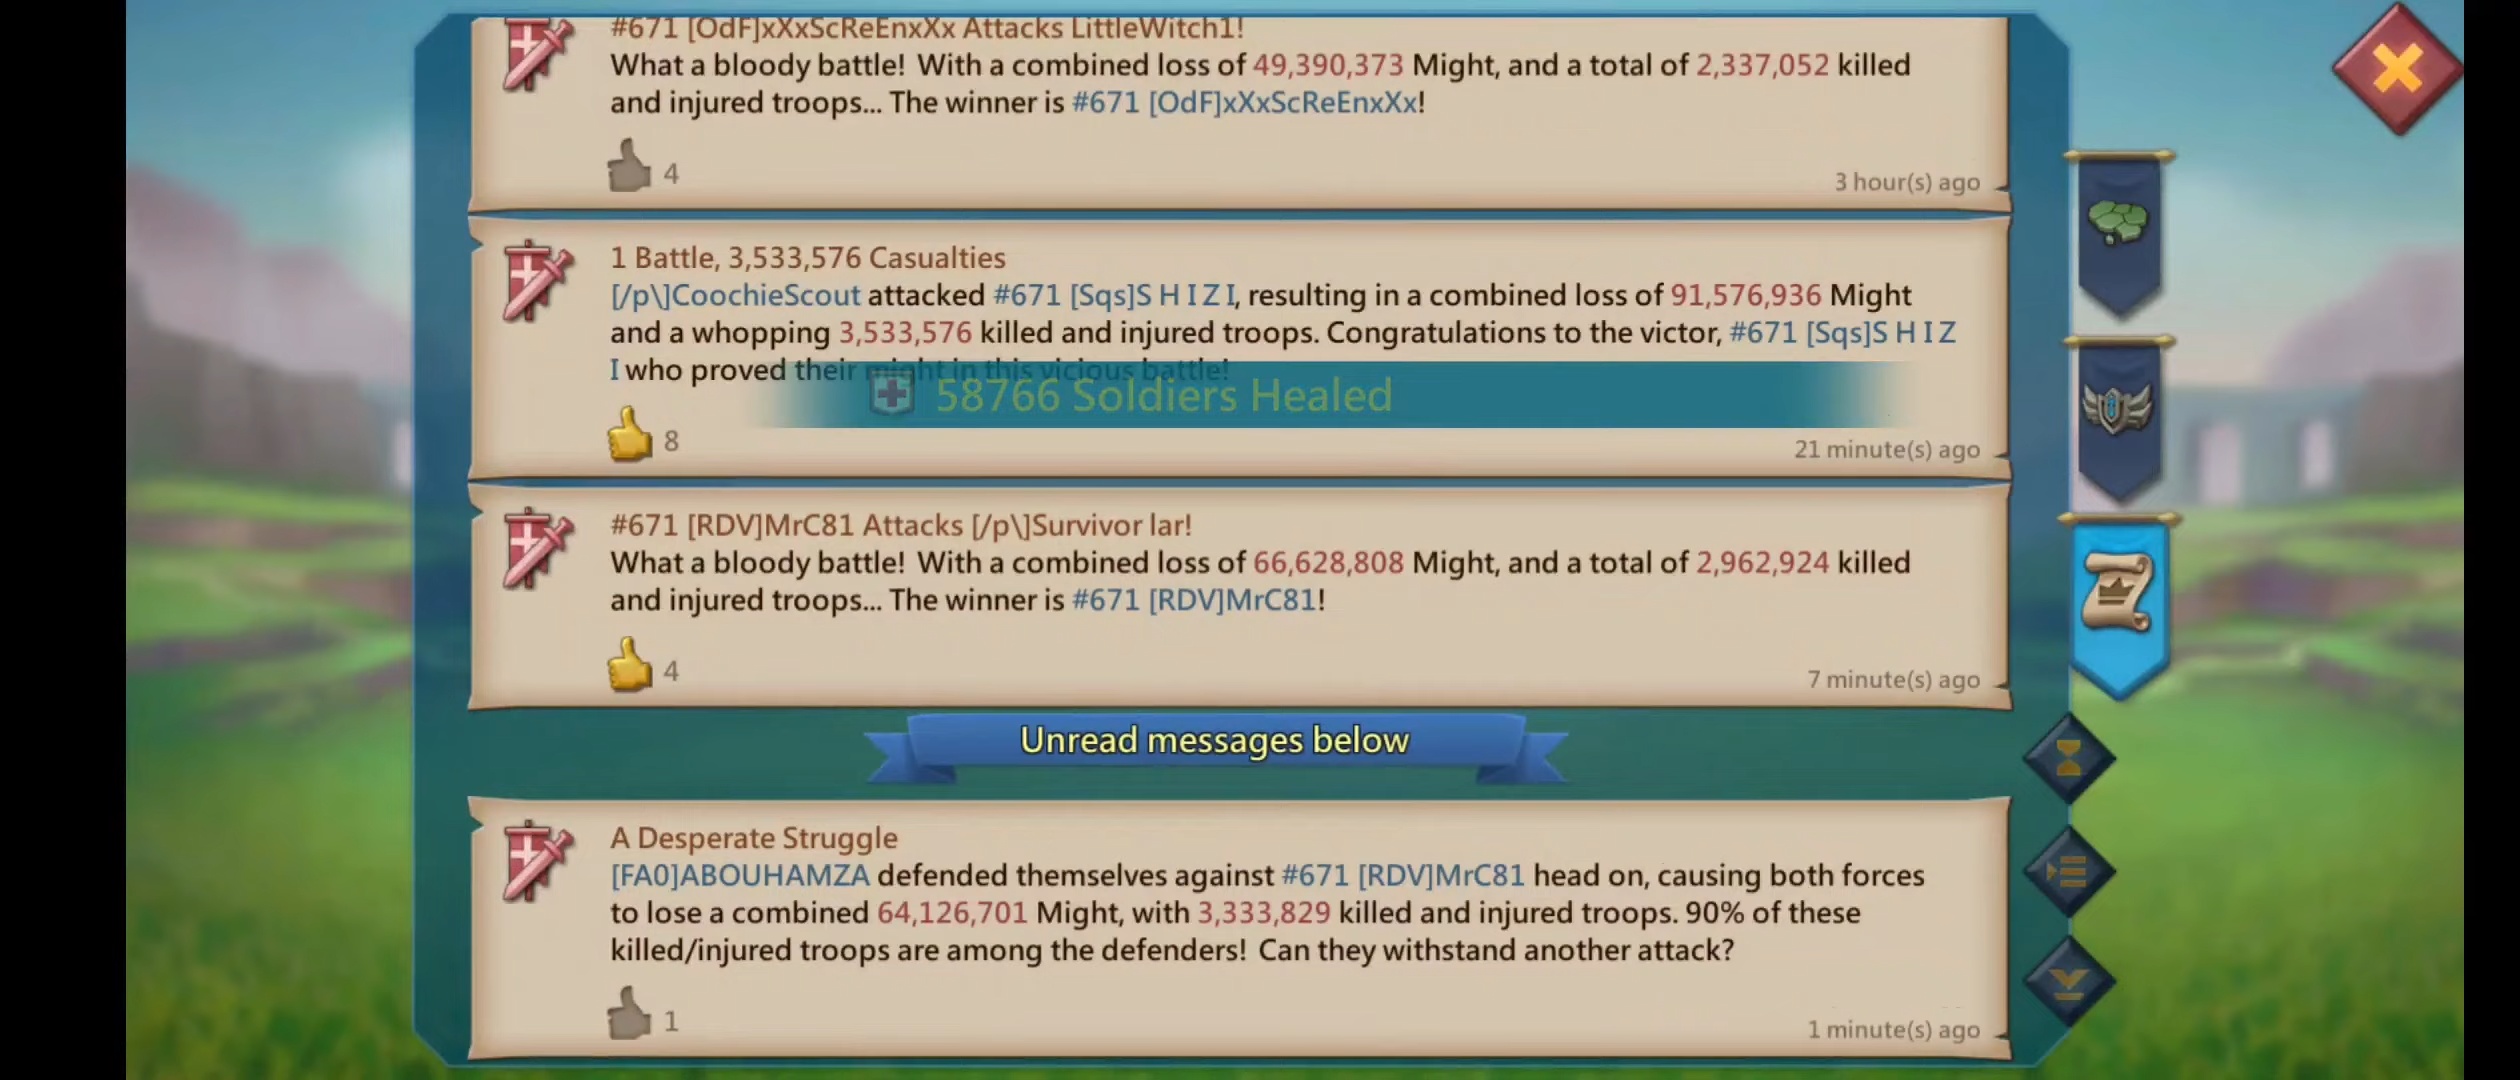 #671 [OdF]xXxScReEnxXx Attacks LittleWitch1!
What a bloody battle! With a combined loss of 49,390,373 Might, and a total of 2,337,052 killed
and injured troops... The winner is #671 [OdF]xXxScReEnxXx!
4
3 hour(s) ago
1 Battle, 3,533,576 Casualties
[/p\]CoochieScout attacked #671 [Sqs]S H I Z I, resulting in a combined loss of 91,576,936 Might
and a whopping 3,533,576 killed and injured troops. Congratulations to the victor, #671 [Sqs]S H I Z
I who proved their might in this vicious battle!
58766 Soldiers Healed
8
21 minute(s) ago
#671 [RDV]MrC81 Attacks [/p\]Survivor lar!
What a bloody battle! With a combined loss of 66,628,808 Might, and a total of 2,962,924 killed
and injured troops... The winner is #671 [RDV]MrC81!
4
7 minute(s) ago
Unread messages below
A Desperate Struggle
[FA0]ABOUHAMZA defended themselves against #671 [RDV]MrC81 head on, causing both forces
to lose a combined 64,126,701 Might, with 3,333,829 killed and injured troops. 90% of these
killed/injured troops are among the defenders! Can they withstand another attack?
1
1 minute(s) ago